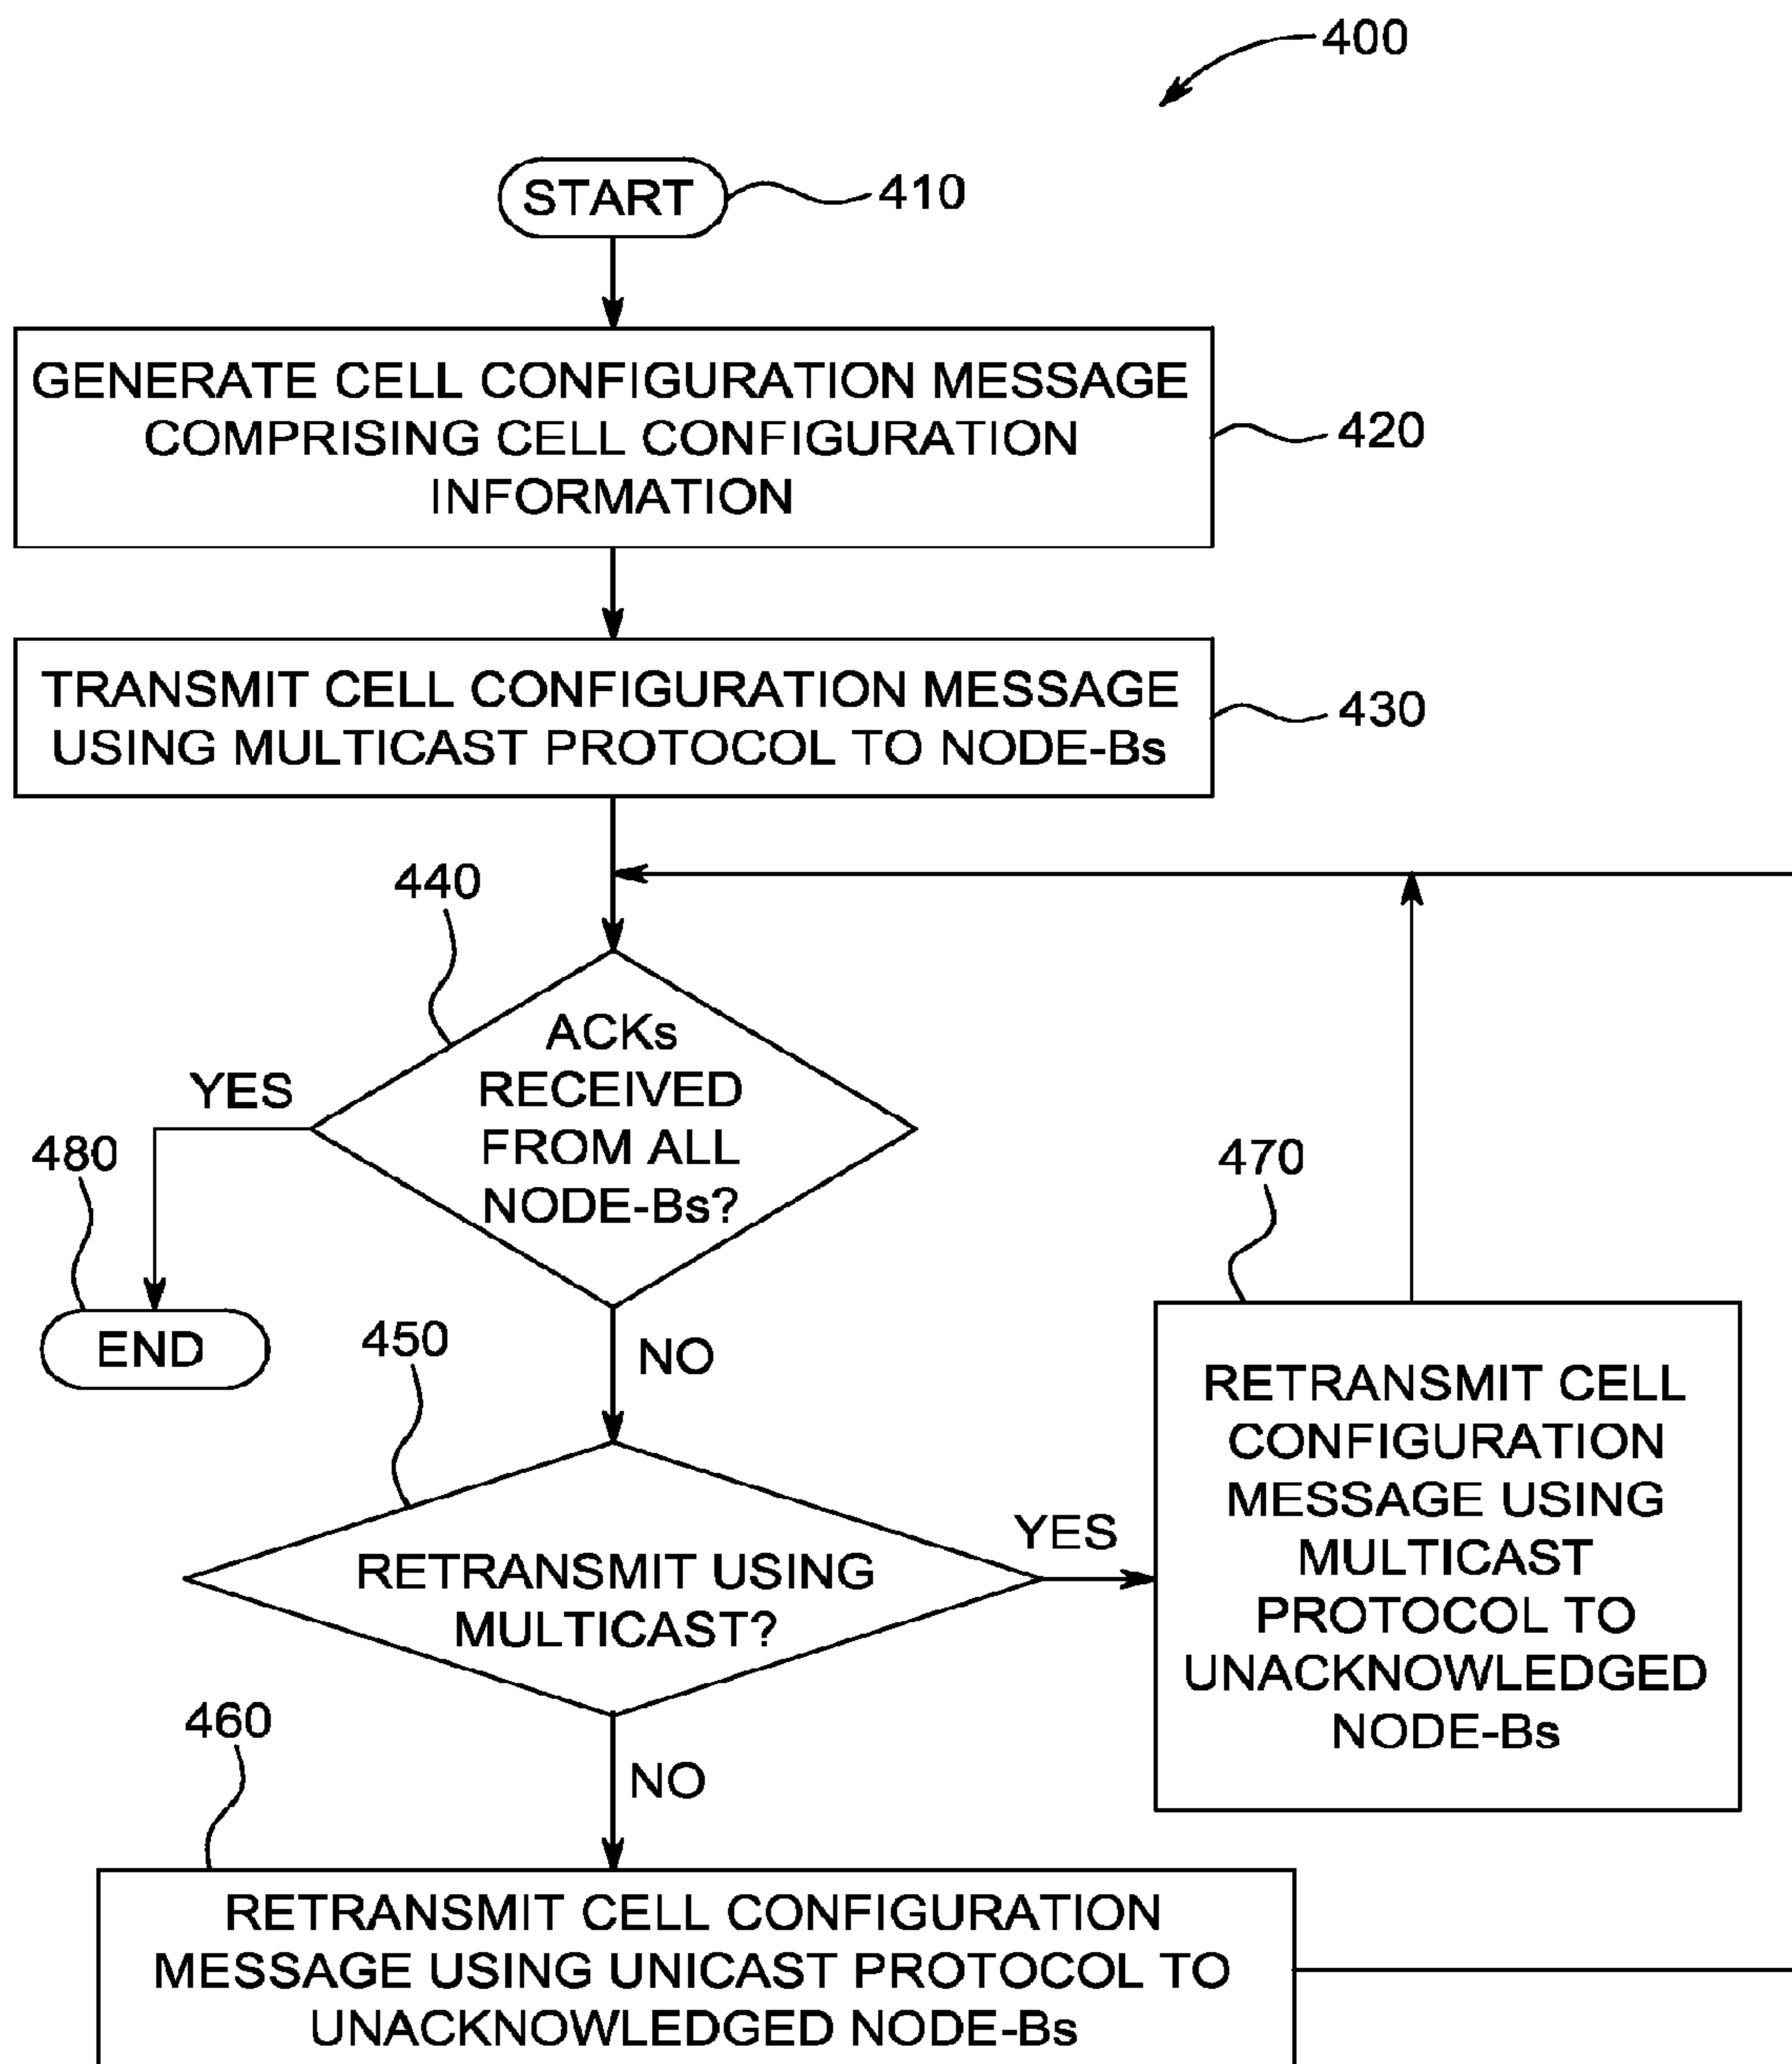 400
START
410
GENERATE CELL CONFIGURATION MESSAGE
COMPRISING CELL CONFIGURATION
INFORMATION
420
TRANSMIT CELL CONFIGURATION MESSAGE
USING MULTICAST PROTOCOL TO NODE-Bs
430
440
ACKs
RECEIVED
FROM ALL
NODE-Bs?
YES
480
END
NO
450
RETRANSMIT USING
MULTICAST?
YES
470
RETRANSMIT CELL
CONFIGURATION
MESSAGE USING
MULTICAST
PROTOCOL TO
UNACKNOWLEDGED
NODE-Bs
NO
460
RETRANSMIT CELL CONFIGURATION
MESSAGE USING UNICAST PROTOCOL TO
UNACKNOWLEDGED NODE-Bs